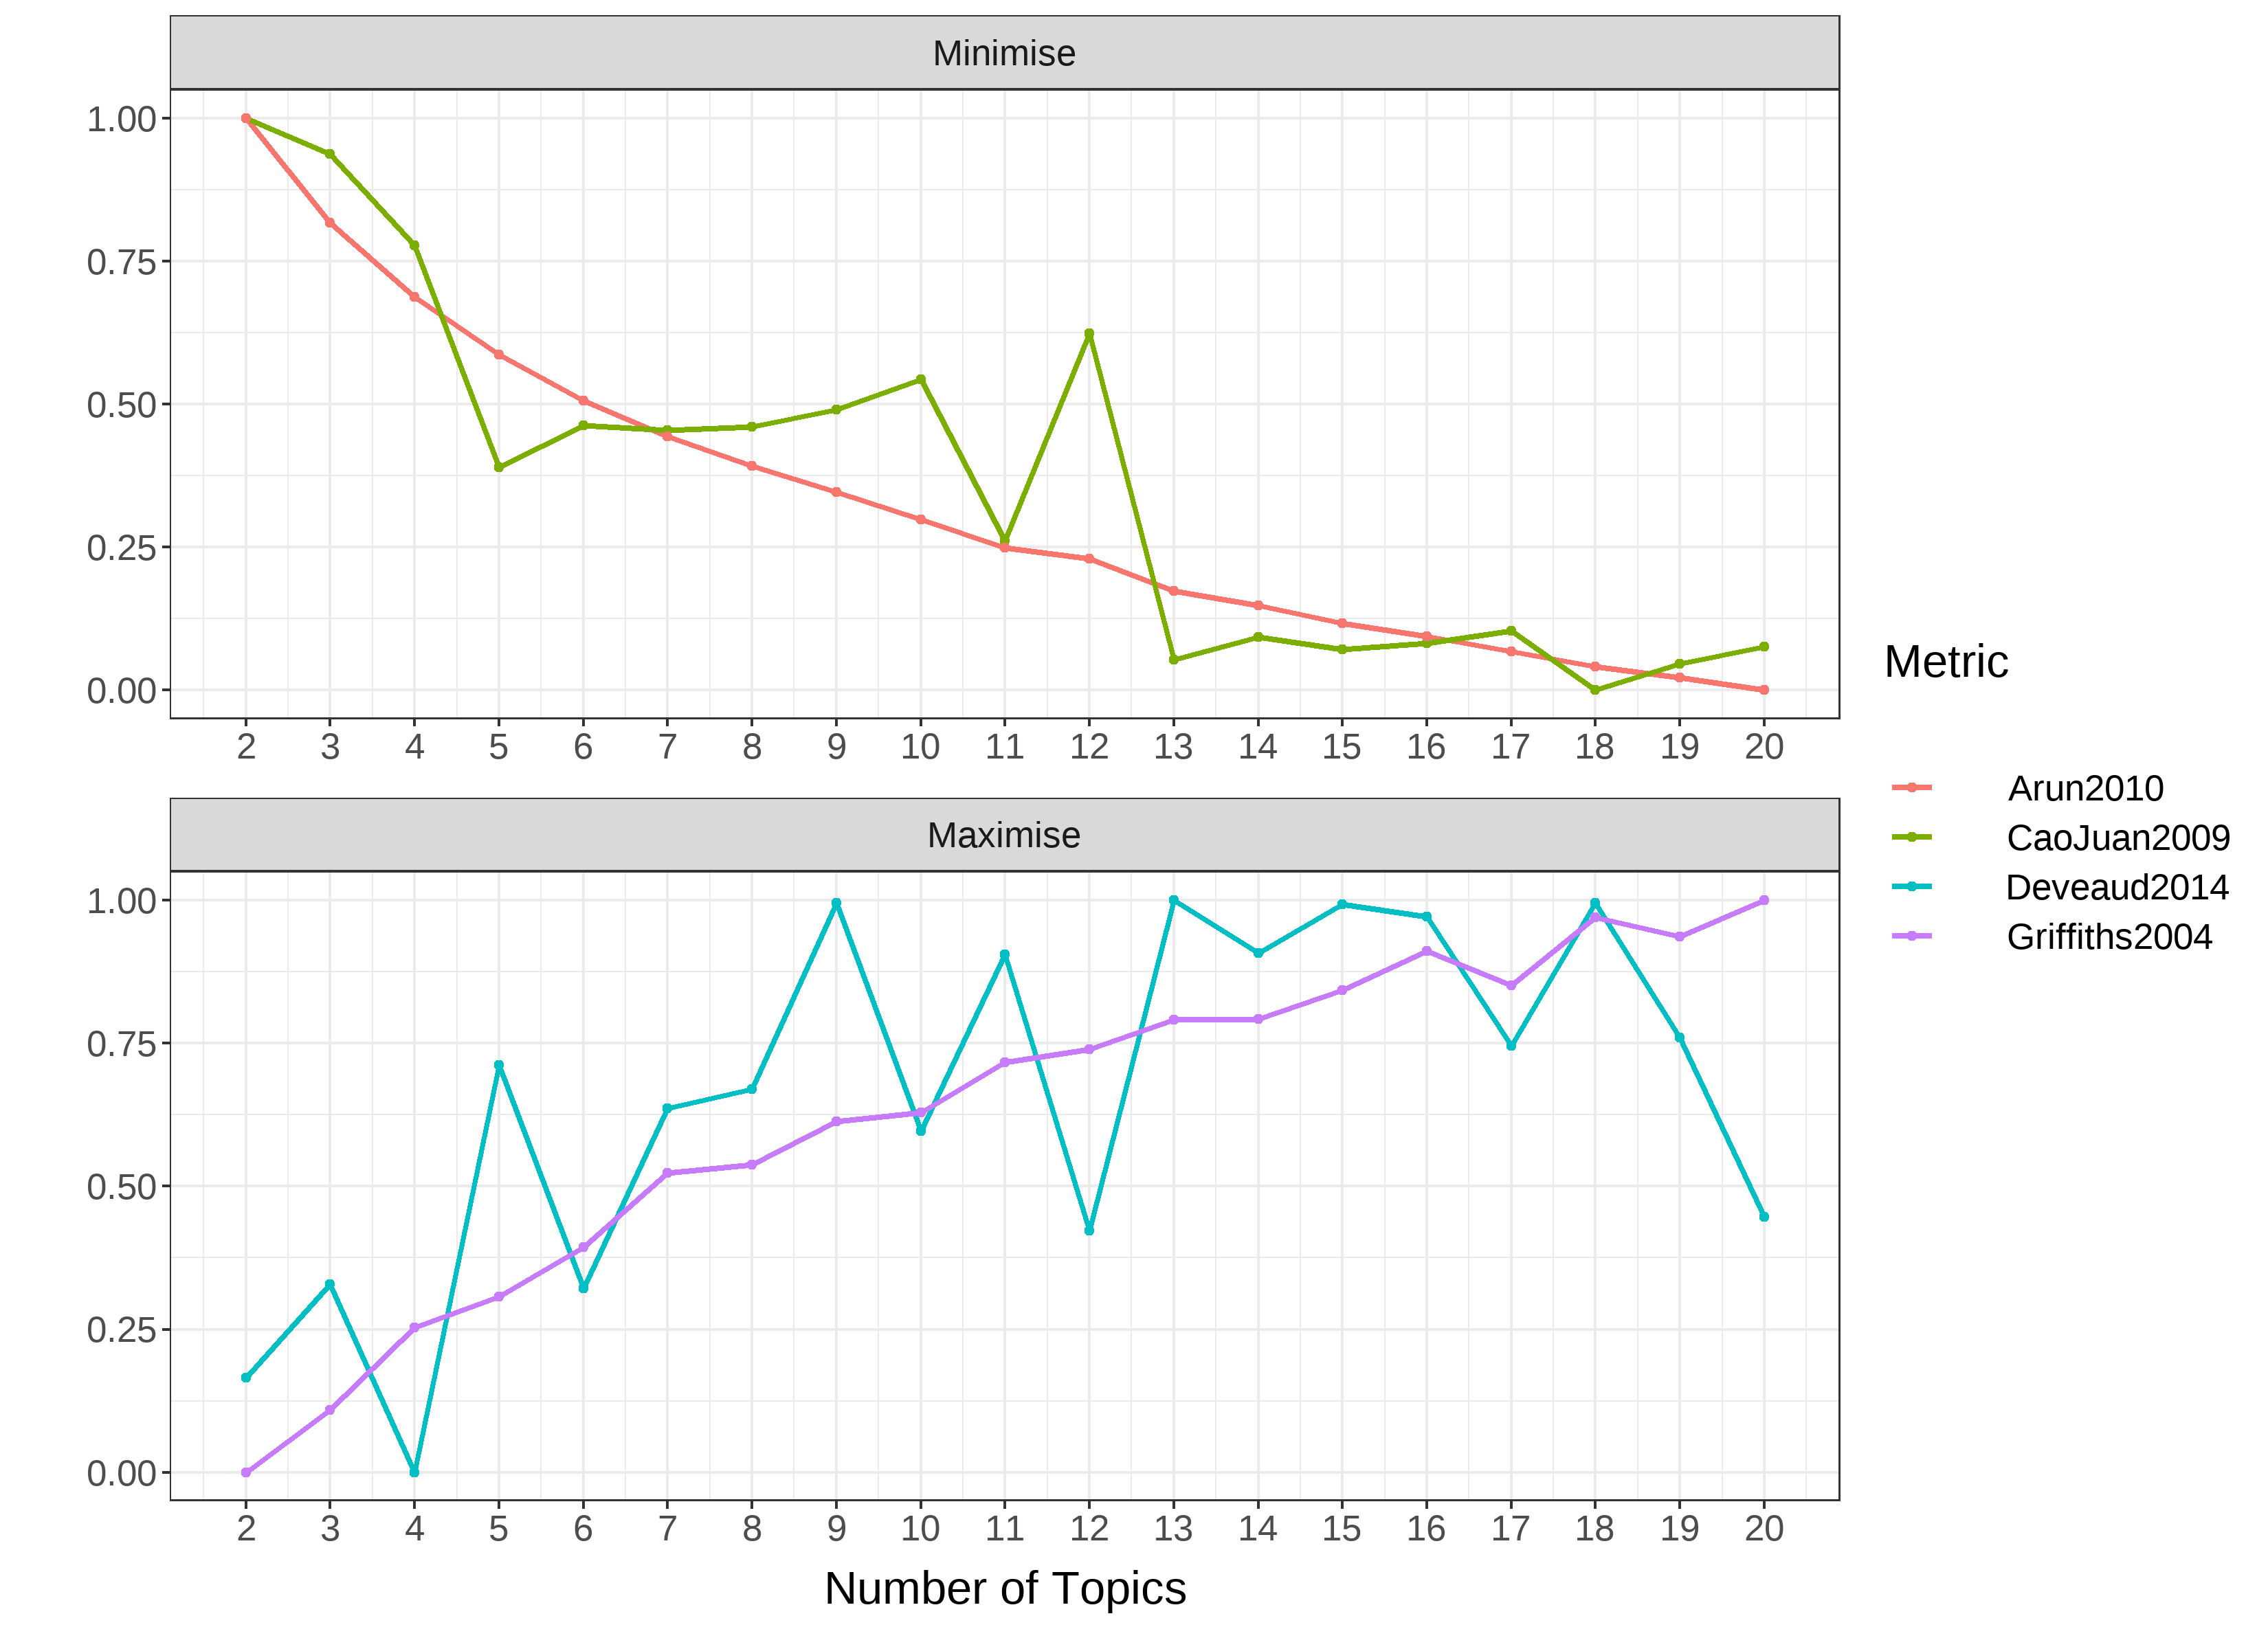 Minimise
1.00
0.75
0.50
0.25
0.00
2 3 4 5 6 7 8 9 10 11 12 13 14 15 16 17 18 19 20
Maximise
1.00
0.75
0.50
0.25
0.00
2 3 4 5 6 7 8 9 10 11 12 13 14 15 16 17 18 19 20
Number of Topics
Metric
Arun2010
CaoJuan2009
Deveaud2014
Griffiths2004